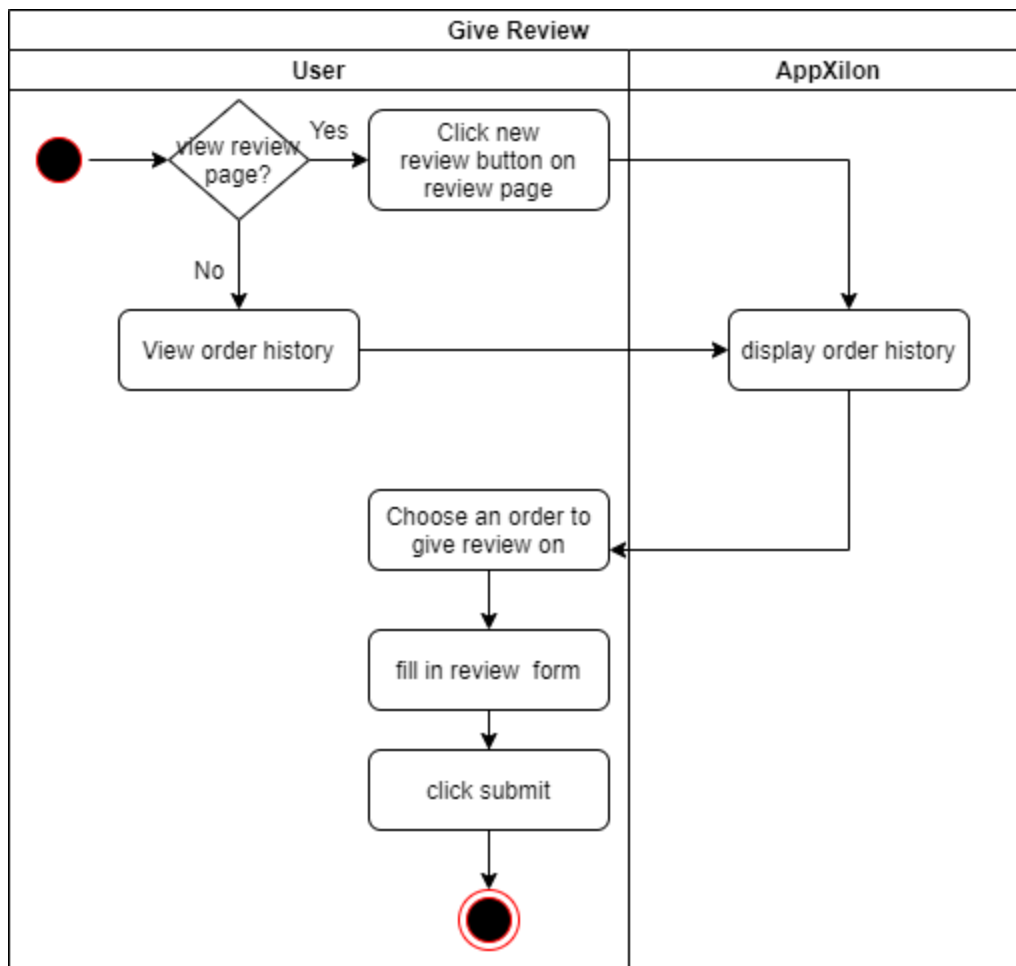 Give Review
User
AppXilon
view review
page?
Yes
Click new
review button on
review page
No
View order history
display order history
Choose an order to
give review on
fill in review  form
click submit